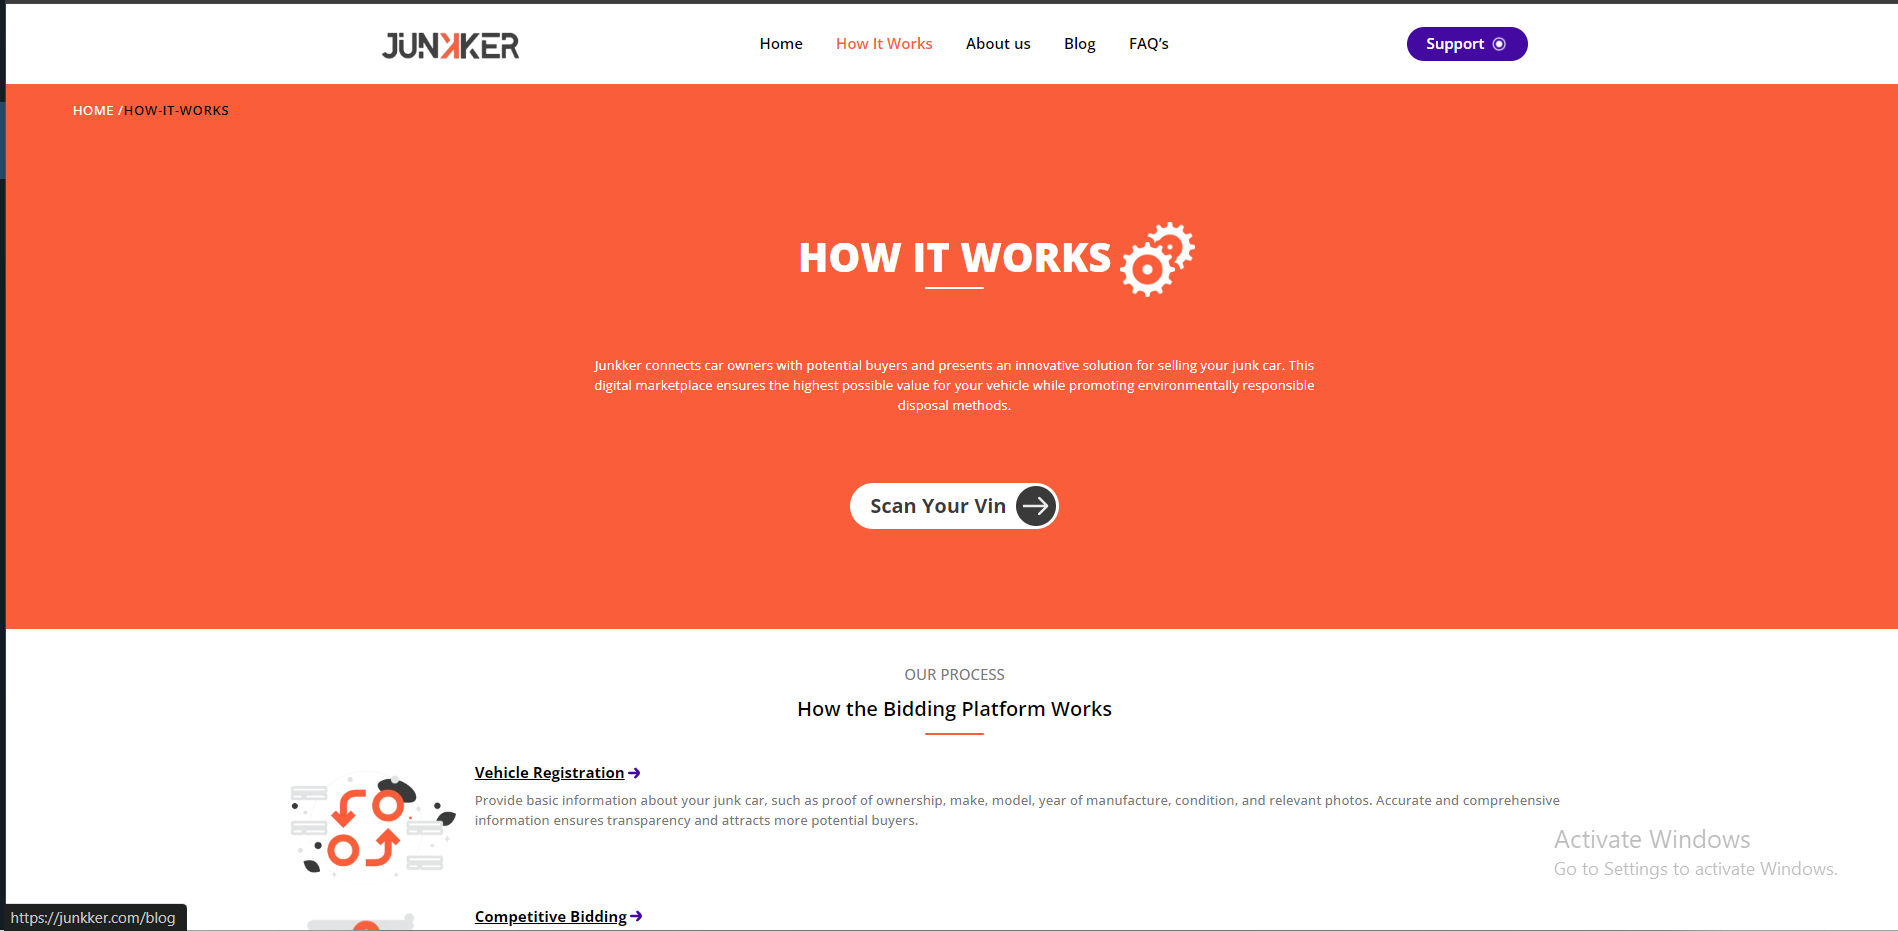 JUNKKER
Home How It Works About us Blog FAQ's
Support
HOME /HOW-IT-WORKS
HOW IT WORKS
Junkker connects car owners with potential buyers and presents an innovative solution for selling your junk car. This
digital marketplace ensures the highest possible value for your vehicle while promoting environmentally responsible
disposal methods.
Scan Your Vin
OUR PROCESS
How the Bidding Platform Works
Vehicle Registration
Provide basic information about your junk car, such as proof of ownership, make, model, year of manufacture, condition, and relevant photos. Accurate and comprehensive
information ensures transparency and attracts more potential buyers.
Activate Windows
Go to Settings to activate Windows.
Competitive Bidding
https://junkker.com/blog